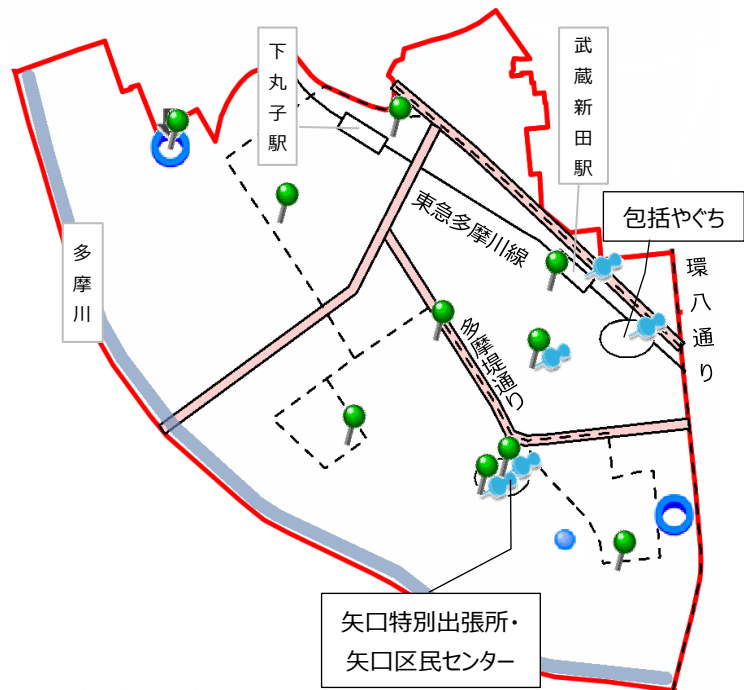 下丸子駅
武蔵新田駅
包括やぐち
東急多摩川線
環八通り
多摩川
多摩堤通り
矢口特別出張所・
矢口区民センター